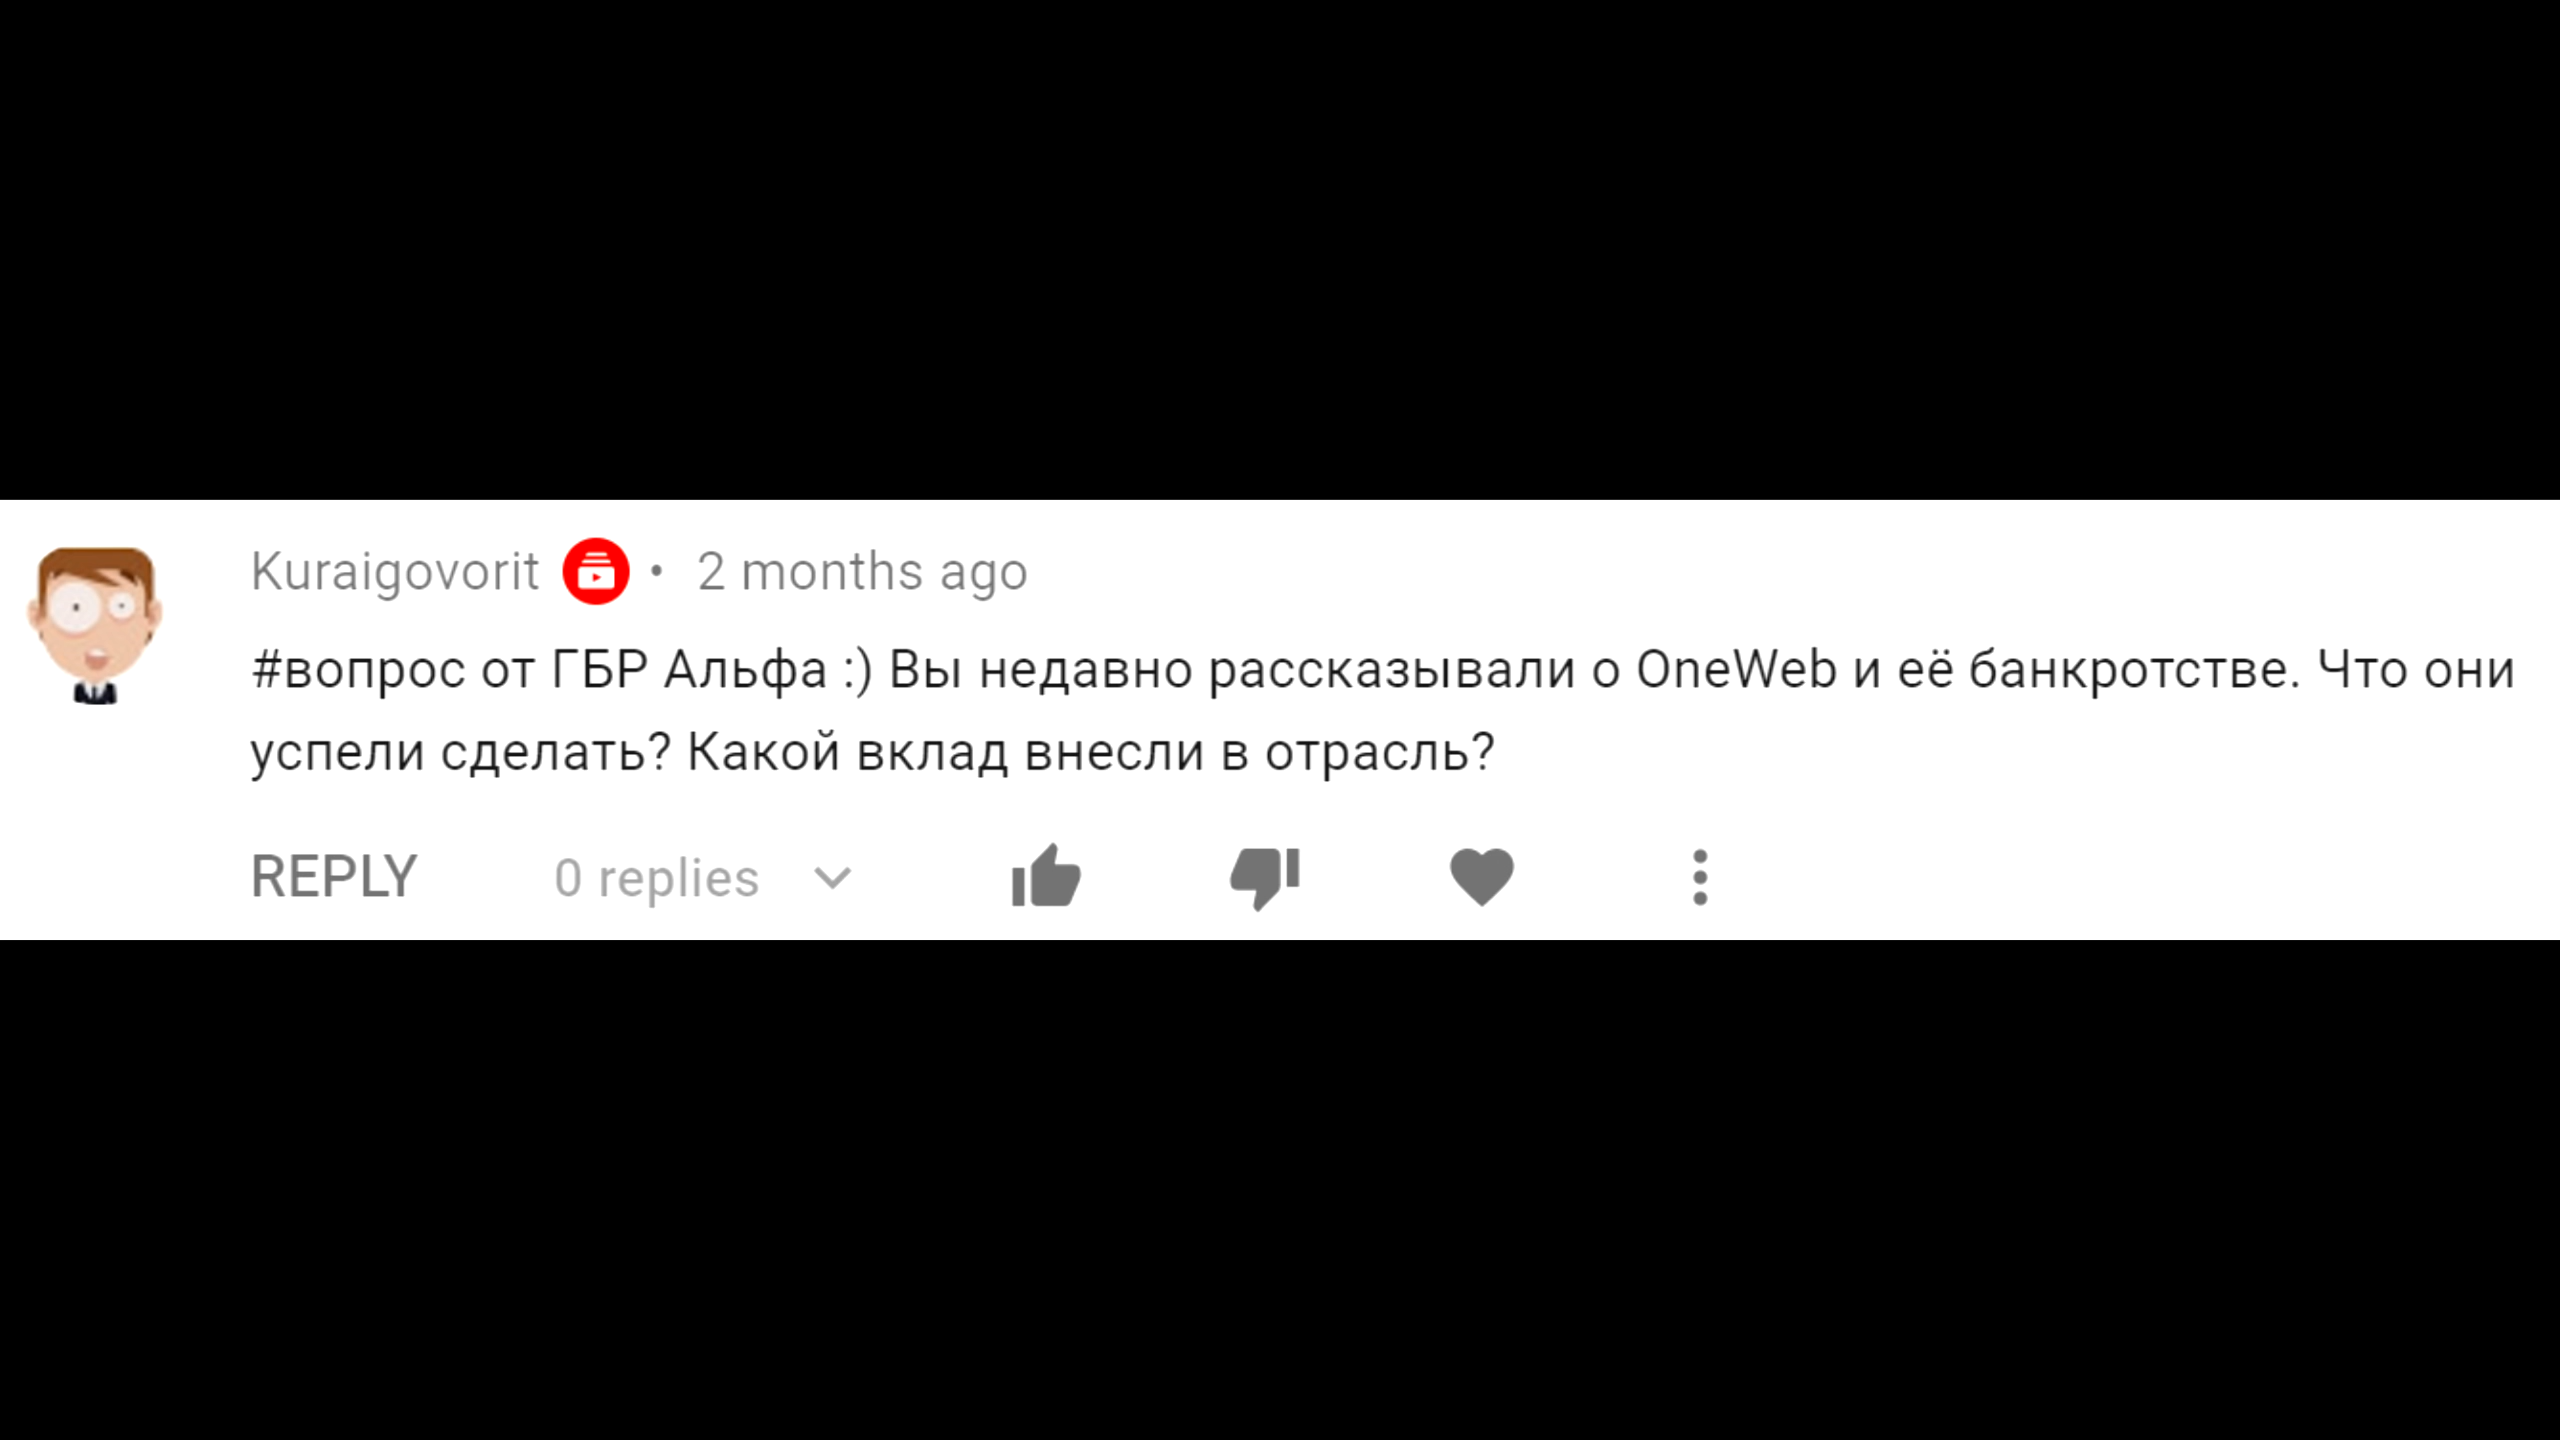 Kuraigovorit • 2 months ago
#вопрос от ГБР Альфа :) Вы недавно рассказывали о OneWeb и её банкротстве. Что они
успели сделать? Какой вклад внесли в отрасль?
REPLY 0 replies